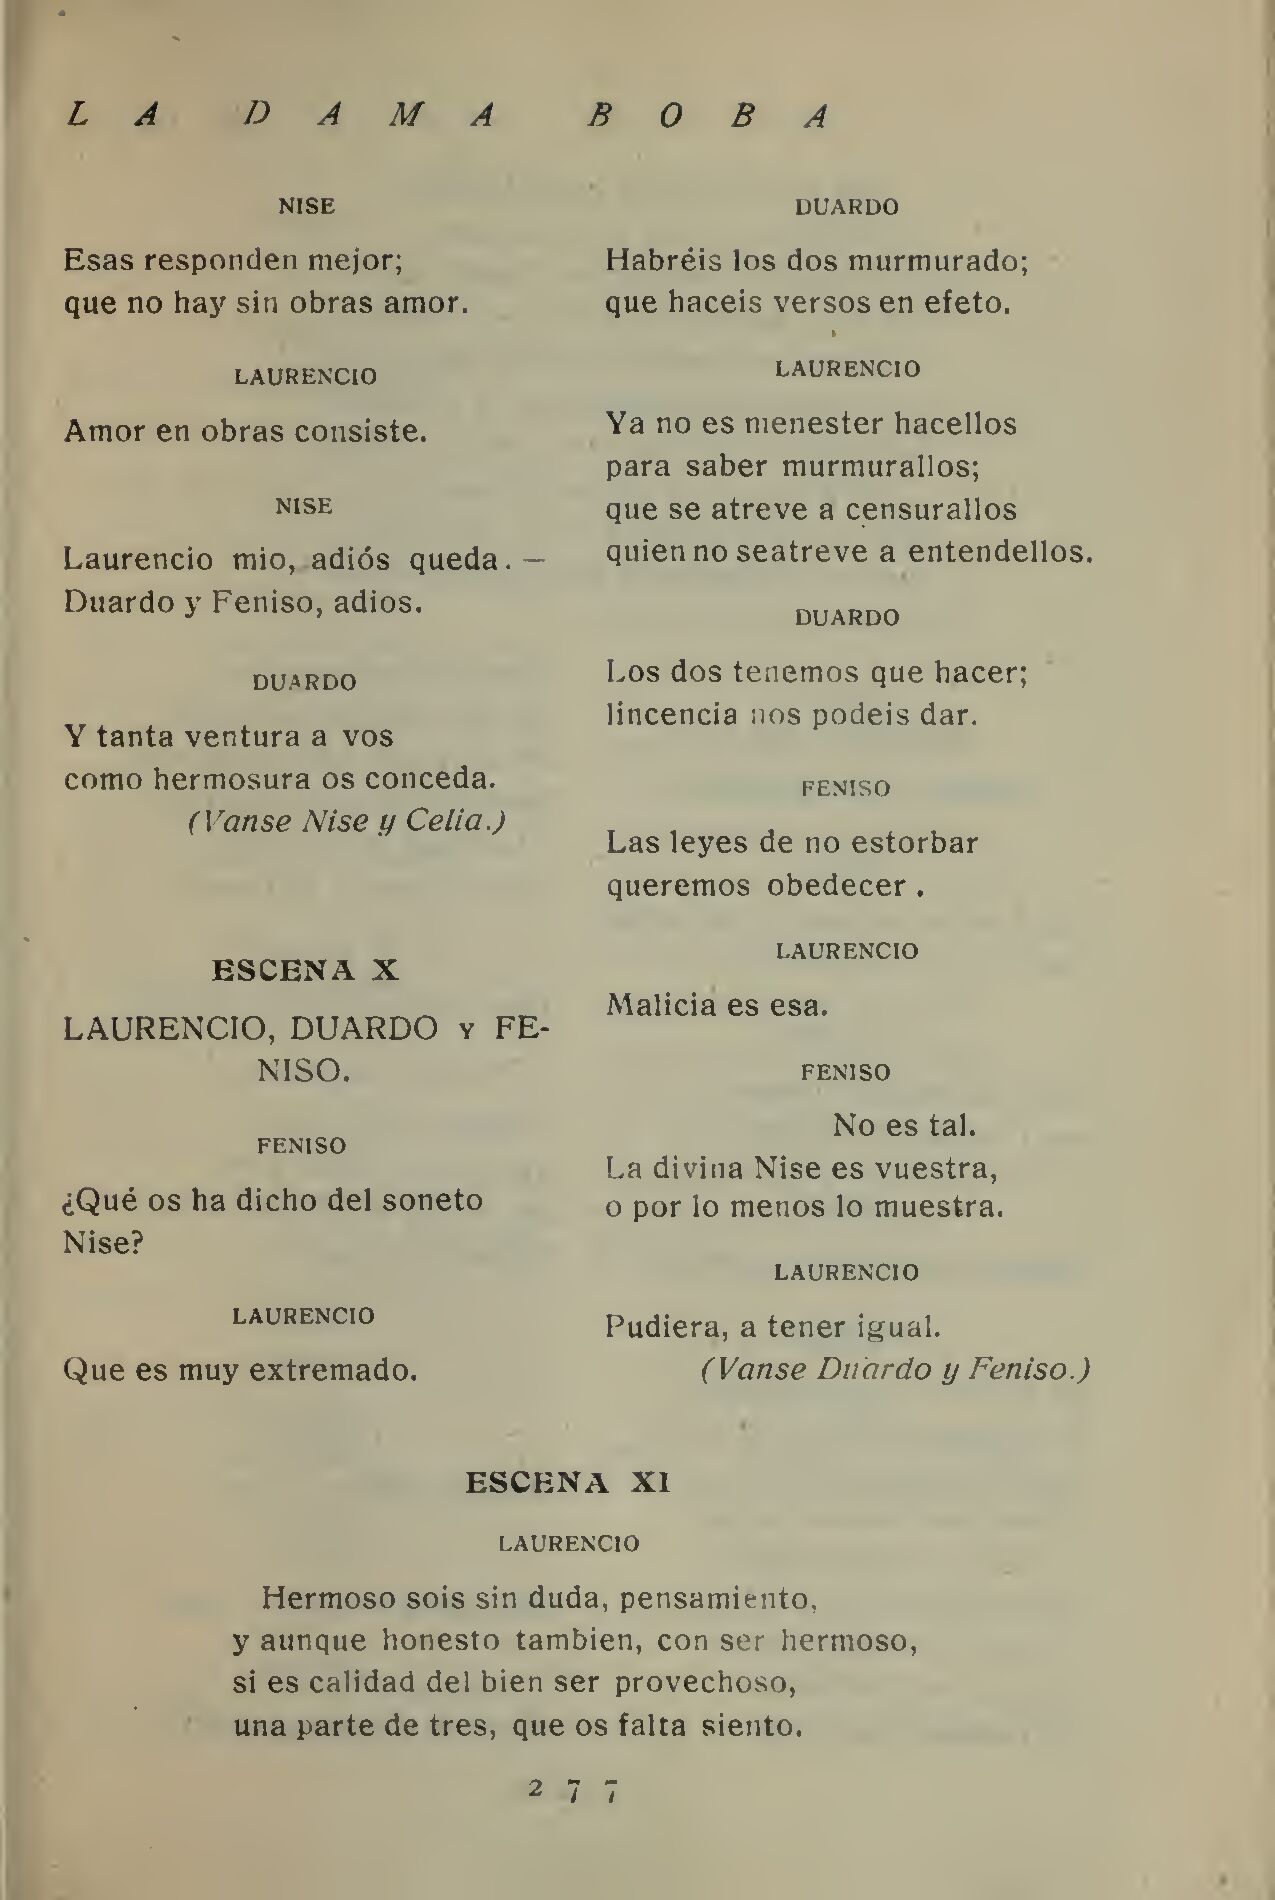 LA DAMA BOBA
NISE
Esas responden mejor;
que no hay sin obras amor.
LAURENCIO
Amor en obras consiste.
NISE
Laurencio mio, adiós queda. —
Duardo y Feniso, adios.
DUARDO
Y tanta ventura a vos
como hermosura os conceda.
(Vanse Nise y Celia.)
ESCENA X
LAURENCIO, DUARDO Y FE-
NISO.
FENISO
¿Qué os ha dicho del soneto
Nise?
LAURENCIO
Que es muy extremado.
DUARDO
Habréis los dos murmurado;
que haceis versos en efeto.
LAURENCIO
Ya no es menester hacellos
para saber murmurallos;
que se atreve a censurallos
quien no seatreve a entendellos.
DUARDO
Los dos tenemos que hacer;
lincencia nos podeis dar.
FENISO
Las leyes de no estorbar
queremos obedecer .
LAURENCIO
Malicia es esa.
FENISO
No es tal.
La divina Nise es vuestra,
o por lo menos lo muestra.
LAURENCIO
Pudiera, a tener igual.
(Vanse Duardo y Feniso.)
ESCENA XI
LAURENCIO
Hermoso sois sin duda, pensamiento,
y aunque honesto tambien, con ser hermoso,
si es calidad del bien ser provechoso,
una parte de tres, que os falta siento.
277